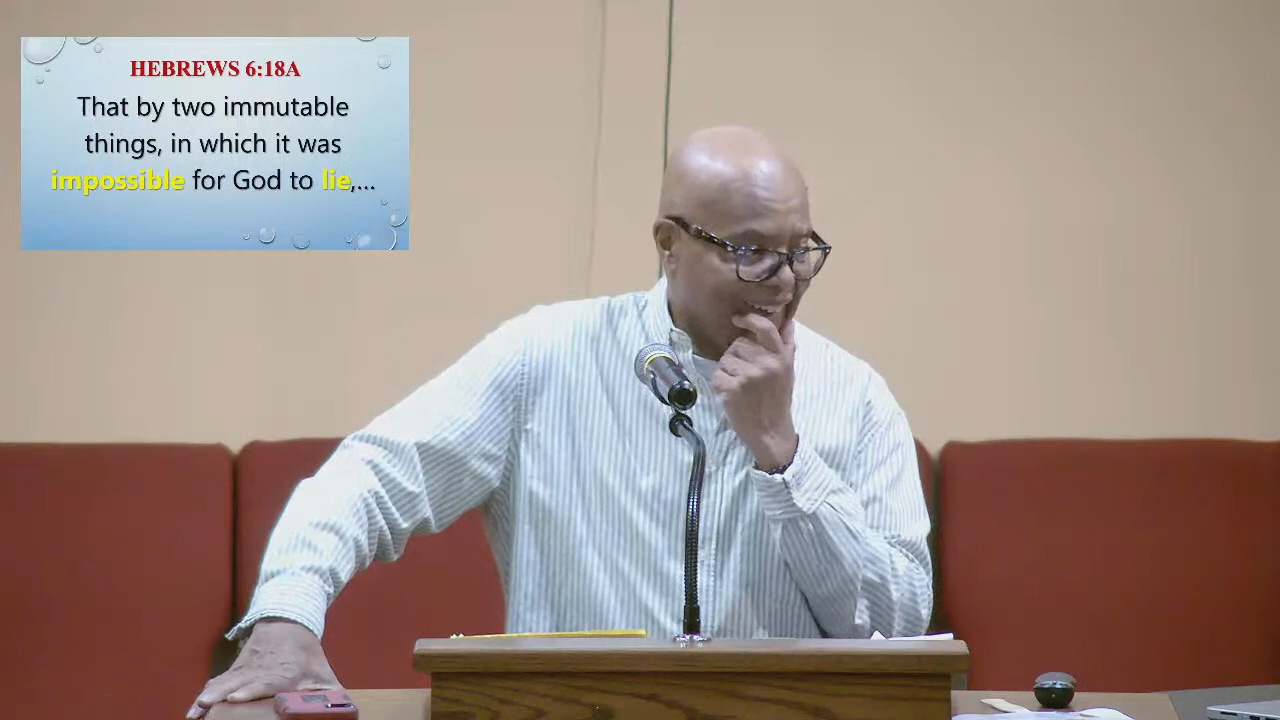 HEBREWS 6:18A
That by two immutable
things, in which it was
impossible for God to lie,...